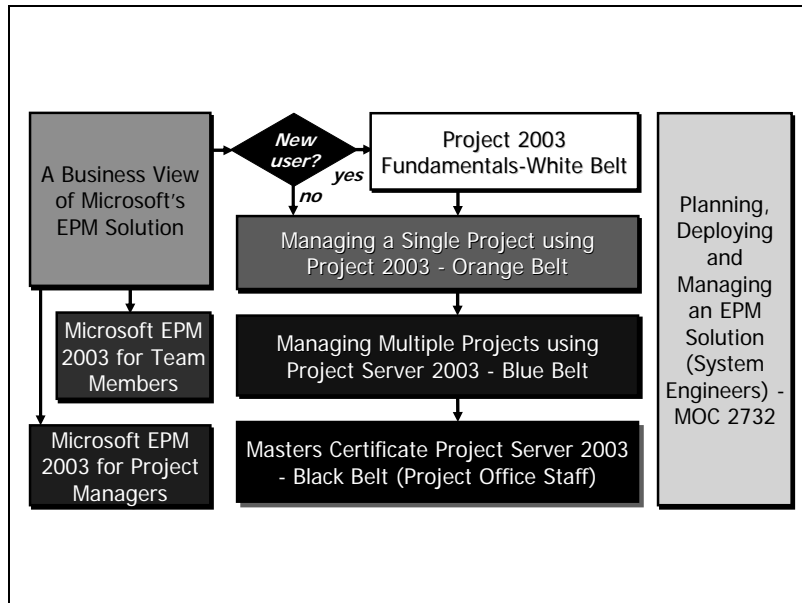 A Business View
of Microsoft's
EPM Solution
New
user?
yes
no
Project 2003
Fundamentals-White Belt
Managing a Single Project using
Project 2003 - Orange Belt
Managing Multiple Projects using
Project Server 2003 - Blue Belt
Masters Certificate Project Server 2003
- Black Belt (Project Office Staff)
Microsoft EPM
2003 for Team
Members
Microsoft EPM
2003 for Project
Managers
Planning,
Deploying
and
Managing
an EPM
Solution
(System
Engineers) -
MOC 2732